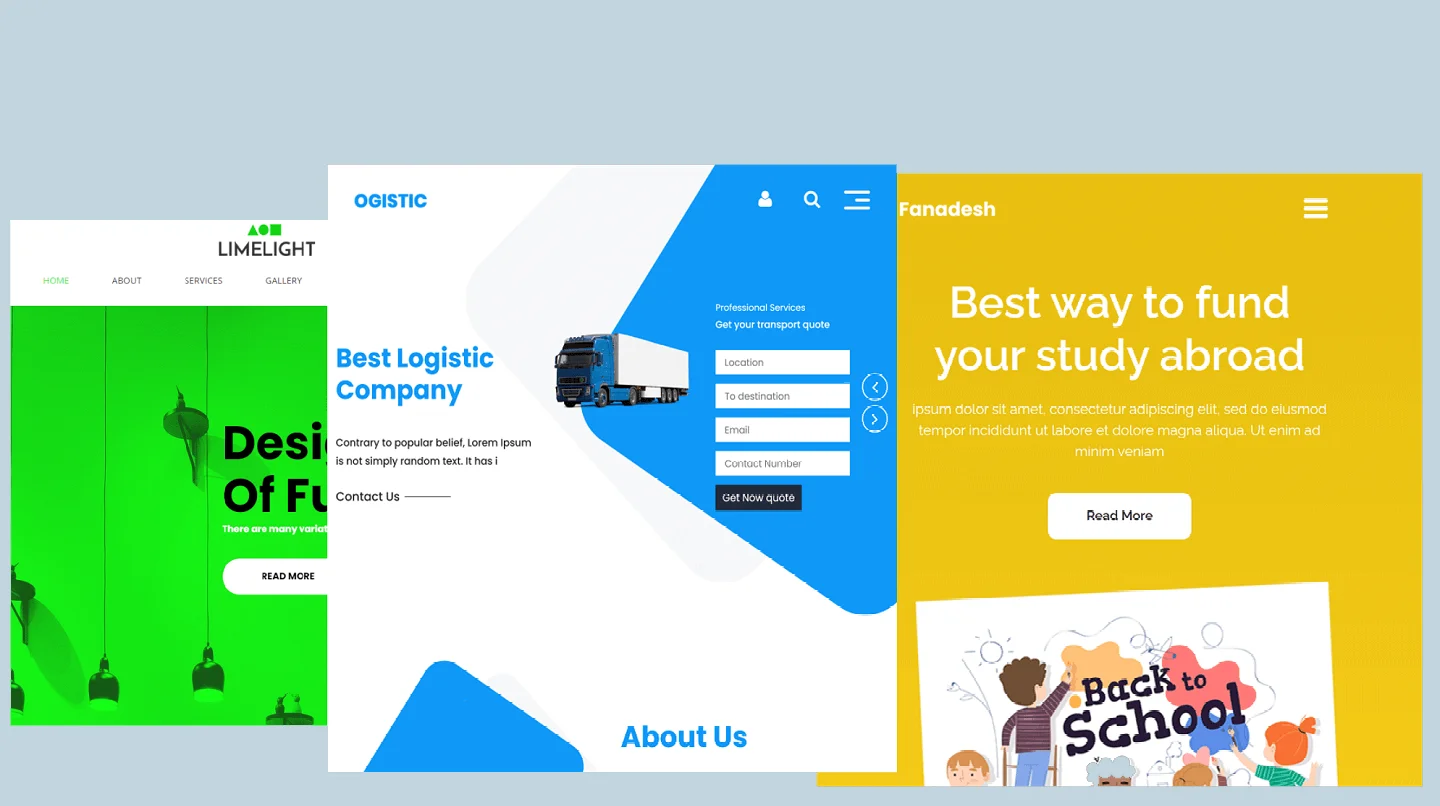 LIMELIGHT
HOME ABOUT SERVICES GALLERY
Desi
Of Fu
There are many variat
READ MORE
OGISTIC
Best Logistic
Company
Contrary to popular belief, Lorem Ipsum
is not simply random text. It has i
Contact Us
Professional Services
Get your transport quote
Location
To destination
Email
Contact Number
Get Now quote
About Us
Fanadesh
Best way to fund
your study abroad
Ipsum dolor sit amet, consectetur adipiscing elit, sed do eiusmod
tempor incididunt ut labore et dolore magna aliqua. Ut enim ad
minim veniam
Read More
Back to
School